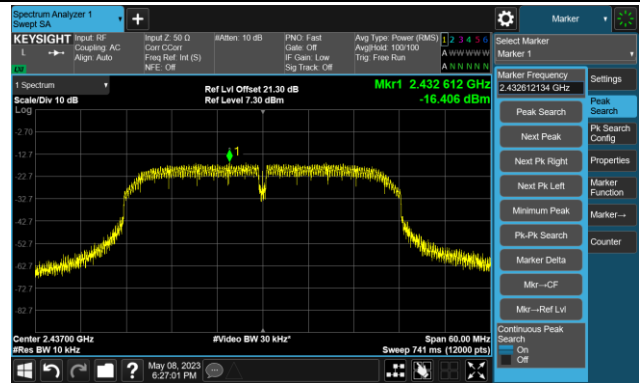 Spectrum Analyzer 1
Swept SA
Marker
KEYSIGHT
L
Input: RF
Coupling: AC
Align: Auto
Input Z: 50 Ω
Corr CCorr
Freq Ref: Int (S)
NFE: Off
#Atten: 10 dB
PNO: Fast
Gate: Off
IF Gain: Low
Sig Track: Off
Avg Type: Power (RMS)
Avg|Hold: 100/100
Trig: Free Run
1 2 3 4 5 6
A W W W W W
A N N N N N
Select Marker
Marker 1
1 Spectrum
Scale/Div 10 dB
Log
Ref Lvl Offset 21.30 dB
Ref Level 7.30 dBm
Mkr1 2.432 612 GHz
-16.406 dBm
-2.70
-12.7
-22.7
-32.7
-42.7
-52.7
-62.7
-72.7
-82.7
1
Center 2.43700 GHz
#Res BW 10 kHz
#Video BW 30 kHz*
Span 60.00 MHz
Sweep 741 ms (12000 pts)
Marker Frequency
2.432612134 GHz
Peak Search
Next Peak
Next Pk Right
Next Pk Left
Minimum Peak
Pk-Pk Search
Marker Delta
Mkr→CF
Mkr→Ref Lvl
Continuous Peak
Search
On
Off
Settings
Peak
Search
Pk Search
Config
Properties
Marker
Function
Marker→
Counter
May 08, 2023
6:27:01 PM